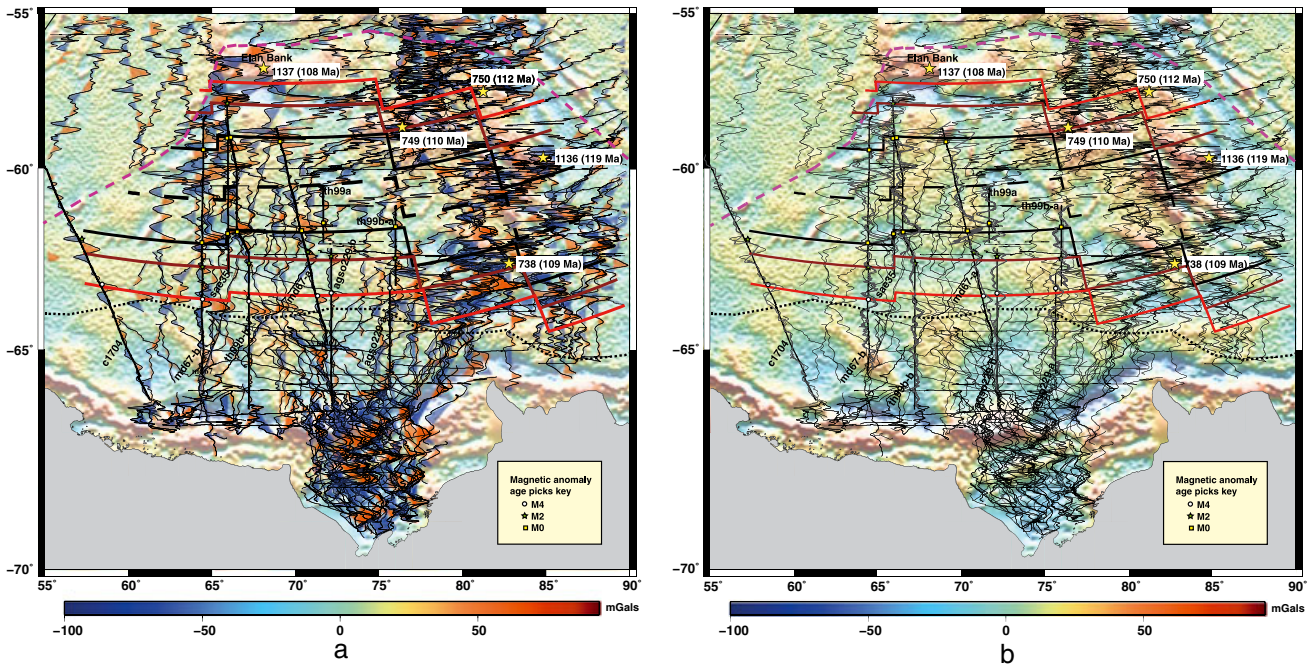 −55˚
−60˚
−65˚
−70˚
55˚
60˚
65˚
70˚
75˚
80˚
85˚
90˚
Elan Bank
1137 (108 Ma)
750 (112 Ma)
749 (110 Ma)
1136 (119 Ma)
th99a
th99b-a
738 (109 Ma)
c1704
md67-b
Magnetic anomaly
age picks key
M4
M2
M0
mGals
−100
−50
0
50
a
−55˚
−60˚
−65˚
−70˚
55˚
60˚
65˚
70˚
75˚
80˚
85˚
90˚
Elan Bank
1137 (108 Ma)
750 (112 Ma)
749 (110 Ma)
1136 (119 Ma)
th99a
th99b-a
738 (109 Ma)
c1704
md67-b
Magnetic anomaly
age picks key
M4
M2
M0
mGals
−100
−50
0
50
b